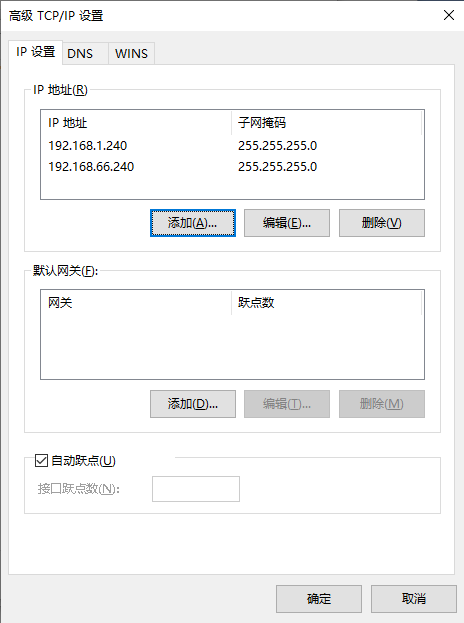 高级 TCP/IP 设置
IP 设置 DNS WINS
IP 地址(R)
IP 地址 子网掩码
192.168.1.240 255.255.255.0
192.168.66.240 255.255.255.0
添加(A)... 编辑(E)... 删除(V)
默认网关(F):
网关 跃点数
添加(D)... 编辑(T)... 删除(M)
自动跃点(U)
接口跃点数(N):
确定 取消